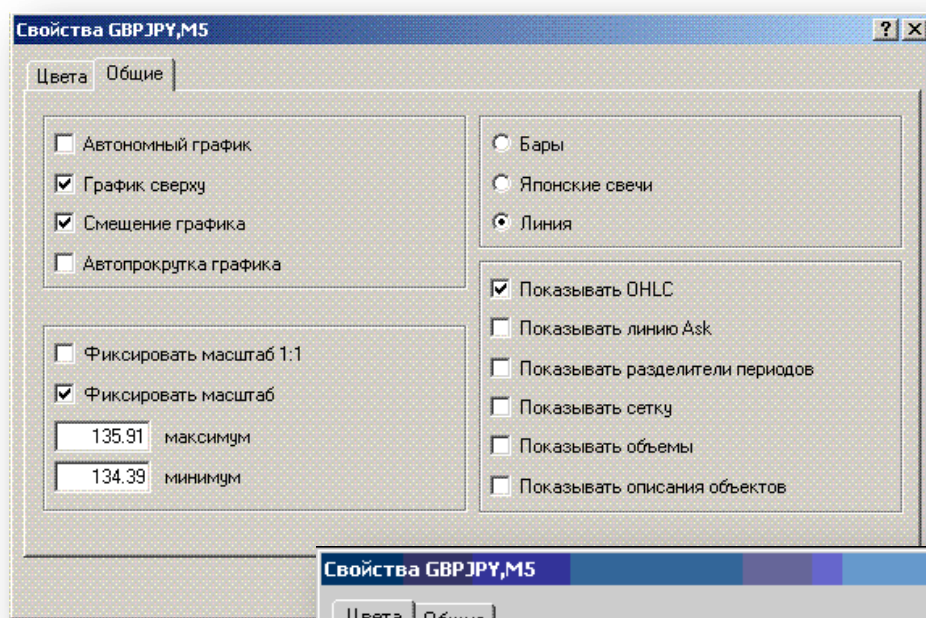 Свойства GBPJPY,M5
Цвета Общие
Автономный график
График сверху
Смещение графика
Автопрокрутка графика
Фиксировать масштаб 1:1
Фиксировать масштаб
135.91 максимум
134.39 минимум
Бары
Японские свечи
Линия
Показывать OHLC
Показывать линию Ask
Показывать разделители периодов
Показывать сетку
Показывать объемы
Показывать описания объектов
Свойства GBPJPY,M5
Цвета Общие